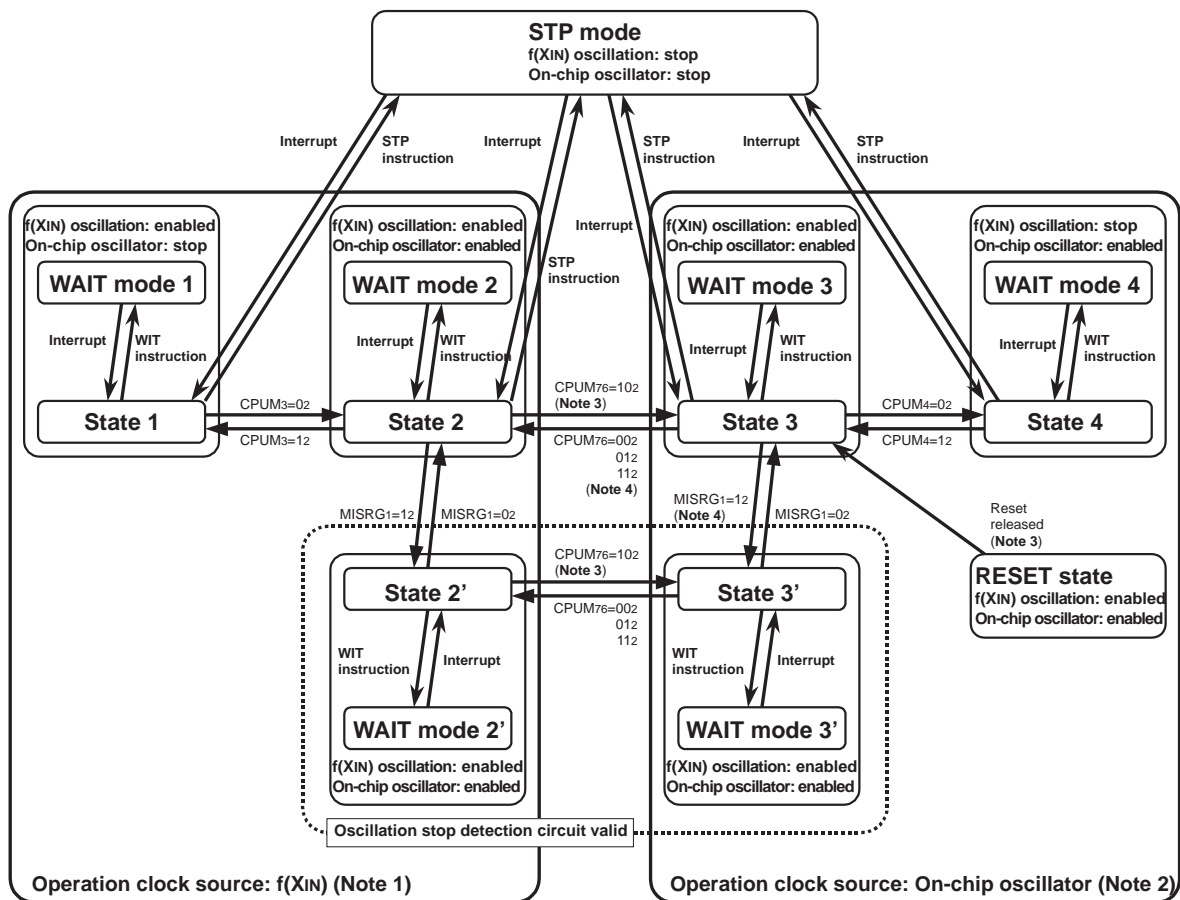 STP mode
f(XIN) oscillation: stop
On-chip oscillator: stop
Interrupt
STP
instruction
Interrupt
STP
instruction
Interrupt
STP
instruction
Interrupt
STP
instruction
f(XIN) oscillation: enabled
On-chip oscillator: stop
WAIT mode 1
Interrupt
WIT
instruction
State 1
CPUM3=02
CPUM3=12
f(XIN) oscillation: enabled
On-chip oscillator: enabled
WAIT mode 2
Interrupt
WIT
instruction
State 2
CPUM76=102
(Note 3)
CPUM76=002
012
112
(Note 4)
f(XIN) oscillation: enabled
On-chip oscillator: enabled
WAIT mode 3
Interrupt
WIT
instruction
State 3
CPUM4=02
CPUM4=12
f(XIN) oscillation: stop
On-chip oscillator: enabled
WAIT mode 4
Interrupt
WIT
instruction
State 4
MISRG1=12
MISRG1=02
MISRG1=12
(Note 4)
MISRG1=02
Reset
released
(Note 3)
RESET state
f(XIN) oscillation: enabled
On-chip oscillator: enabled
State 2’
CPUM76=102
(Note 3)
CPUM76=002
012
112
State 3’
WIT
instruction
Interrupt
WIT
instruction
Interrupt
WAIT mode 2’
f(XIN) oscillation: enabled
On-chip oscillator: enabled
WAIT mode 3’
f(XIN) oscillation: enabled
On-chip oscillator: enabled
Oscillation stop detection circuit valid
Operation clock source: f(XIN) (Note 1)
Operation clock source: On-chip oscillator (Note 2)